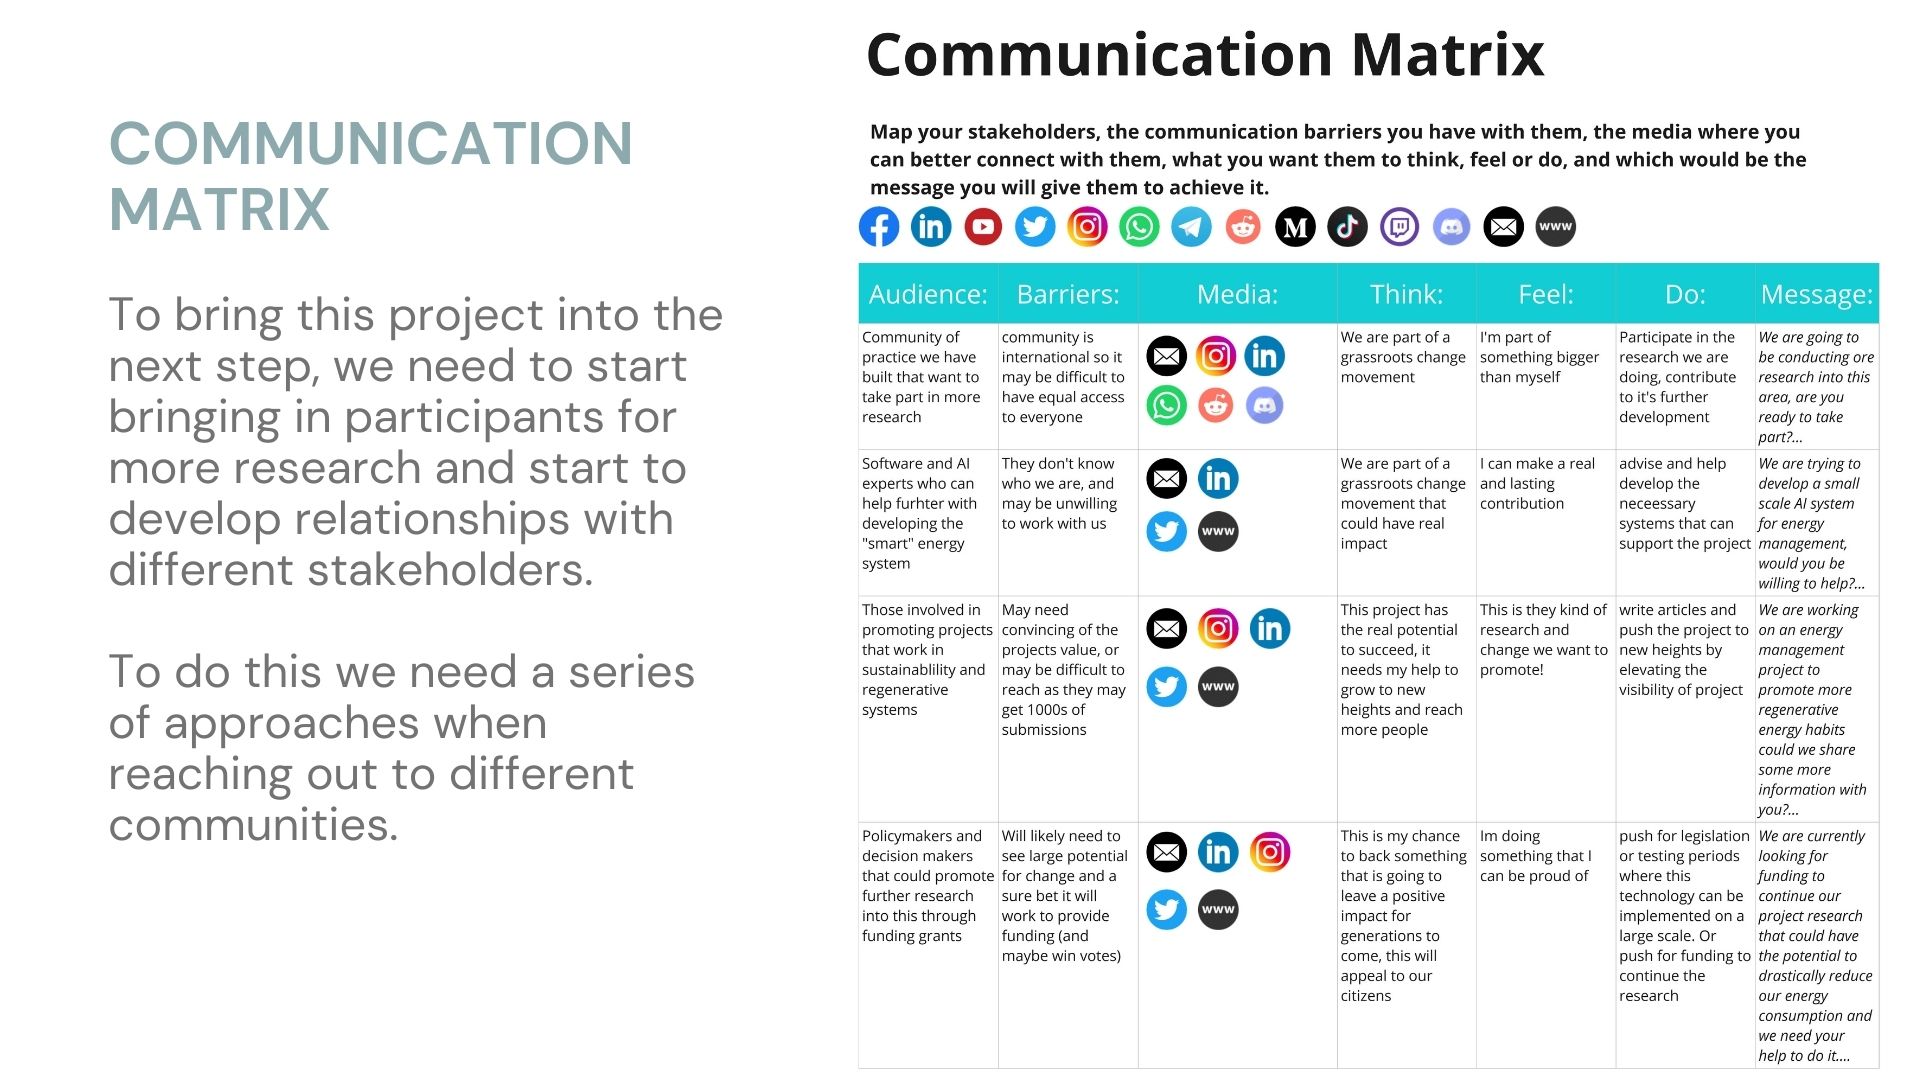 COMMUNICATION
MATRIX
To bring this project into the
next step, we need to start
bringing in participants for
more research and start to
develop relationships with
different stakeholders.
To do this we need a series
of approaches when
reaching out to different
communities.
Communication Matrix
Map your stakeholders, the communication barriers you have with them, the media where you
can better connect with them, what you want them to think, feel or do, and which would be the
message you will give them to achieve it.
www
Audience:
Barriers:
Media:
Think:
Feel:
Do:
Message:
Community of
practice we have
built that want to
take part in more
research
community is
international so it
may be difficult to
have equal access
to everyone
We are part of a
grassroots change
movement
I'm part of
something bigger
than myself
Participate in the
research we are
doing, contribute
to it's further
development
We are going to
be conducting ore
research into this
area, are you
ready to take
part?...
Software and AI
experts who can
help furhter with
developing the
"smart" energy
system
They don't know
who we are, and
may be unwilling
to work with us
www
We are part of a
grassroots change
movement that
could have real
impact
I can make a real
and lasting
contribution
advise and help
develop the
neceessary
systems that can
support the project
We are trying to
develop a small
scale AI system
for energy
management,
would you be
willing to help?...
Those involved in
promoting projects
that work in
sustainablility and
regenerative
systems
May need
convincing of the
projects value, or
may be difficult to
reach as they may
get 1000s of
submissions
www
This project has
the real potential
to succeed, it
needs my help to
grow to new
heights and reach
more people
This is they kind of
research and
change we want to
promote!
write articles and
push the project to
new heights by
elevating the
visibility of project
We are working
on an energy
management
project to
promote more
regenerative
energy habits
could we share
some more
information with
you?...
Policymakers and
decision makers
that could promote
further research
into this through
funding grants
Will likely need to
see large potential
for change and a
sure bet it will
work to provide
funding (and
maybe win votes)
www
This is my chance
to back something
that is going to
leave a positive
impact for
generations to
come, this will
appeal to our
citizens
Im doing
something that I
can be proud of
push for legislation
or testing periods
where this
technology can be
implemented on a
large scale. Or
push for funding to
continue the
research
We are currently
looking for
funding to
continue our
project research
that could have
the potential to
drastically reduce
our energy
consumption and
we need your
help to do it....